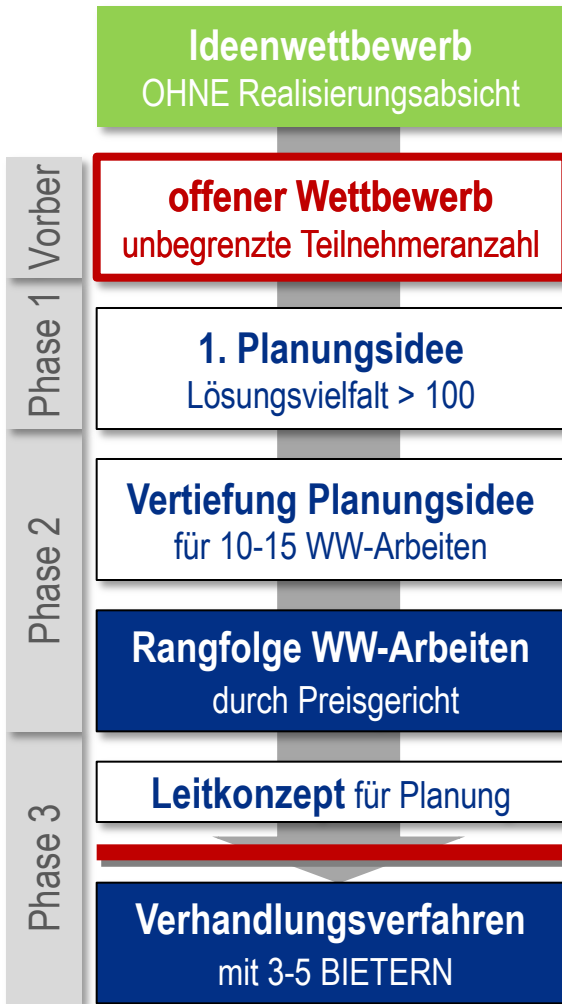 Ideenwettbewerb
OHNE Realisierungsabsicht
Vorber
offener Wettbewerb
unbegrenzte Teilnehmeranzahl
Phase 1
1. Planungsidee
Lösungsvielfalt > 100
Phase 2
Vertiefung Planungsidee
für 10-15 WW-Arbeiten
Rangfolge WW-Arbeiten
durch Preisgericht
Phase 3
Leitkonzept für Planung
Verhandlungsverfahren
mit 3-5 BIETERN